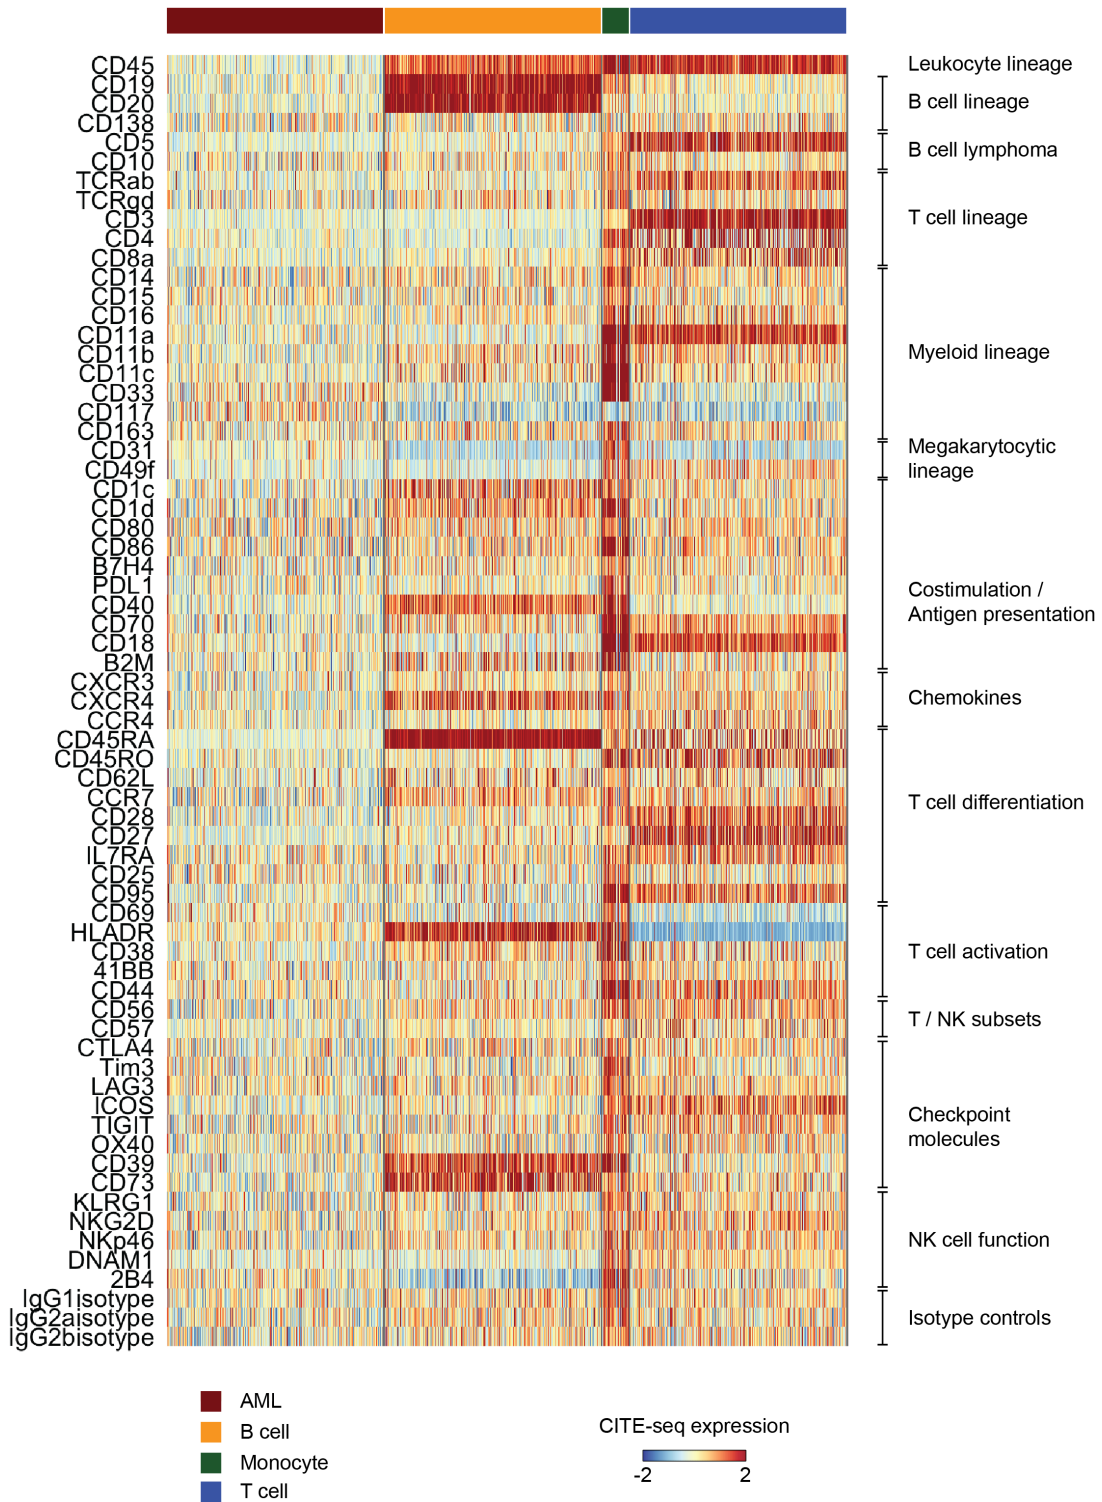 CD45
CD19
CD20
CD138
CD5
CD10
TCRab
TCRgd
CD3
CD4
CD8a
CD14
CD15
CD16
CD11a
CD11b
CD11c
CD33
CD117
CD163
CD31
CD49f
CD1c
CD1d
CD80
CD86
B7H4
PDL1
CD40
CD70
CD18
B2M
CXCR3
CXCR4
CCR4
CD45RA
CD45RO
CD62L
CCR7
CD28
CD27
IL7RA
CD25
CD95
CD69
HLADR
CD38
41BB
CD44
CD56
CD57
CTLA4
Tim3
LAG3
ICOS
TIGIT
OX40
CD39
CD73
KLRG1
NKG2D
NKp46
DNAM1
2B4
IgG1isotype
IgG2aisotype
IgG2bisotype
Leukocyte lineage
B cell lineage
B cell lymphoma
T cell lineage
Myeloid lineage
Megakarytocytic
lineage
Costimulation /
Antigen presentation
Chemokines
T cell differentiation
T cell activation
T / NK subsets
Checkpoint
molecules
NK cell function
Isotype controls
AML
B cell
Monocyte
T cell
CITE-seq expression
-2 2